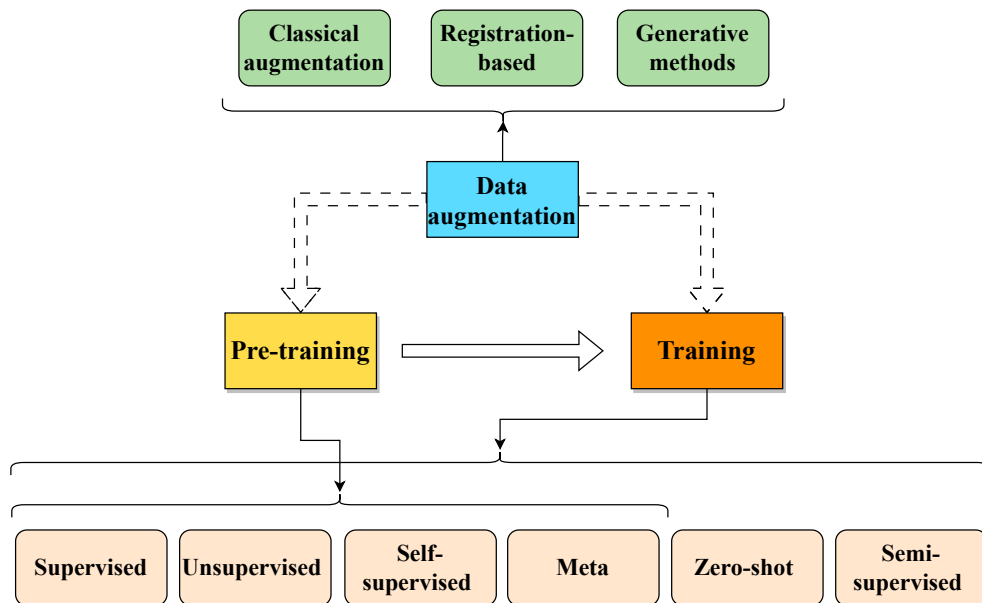 Classical
augmentation
Registration-
based
Generative
methods
Data
augmentation
Pre-training
Training
Supervised
Unsupervised
Self-
supervised
Meta
Zero-shot
Semi-
supervised